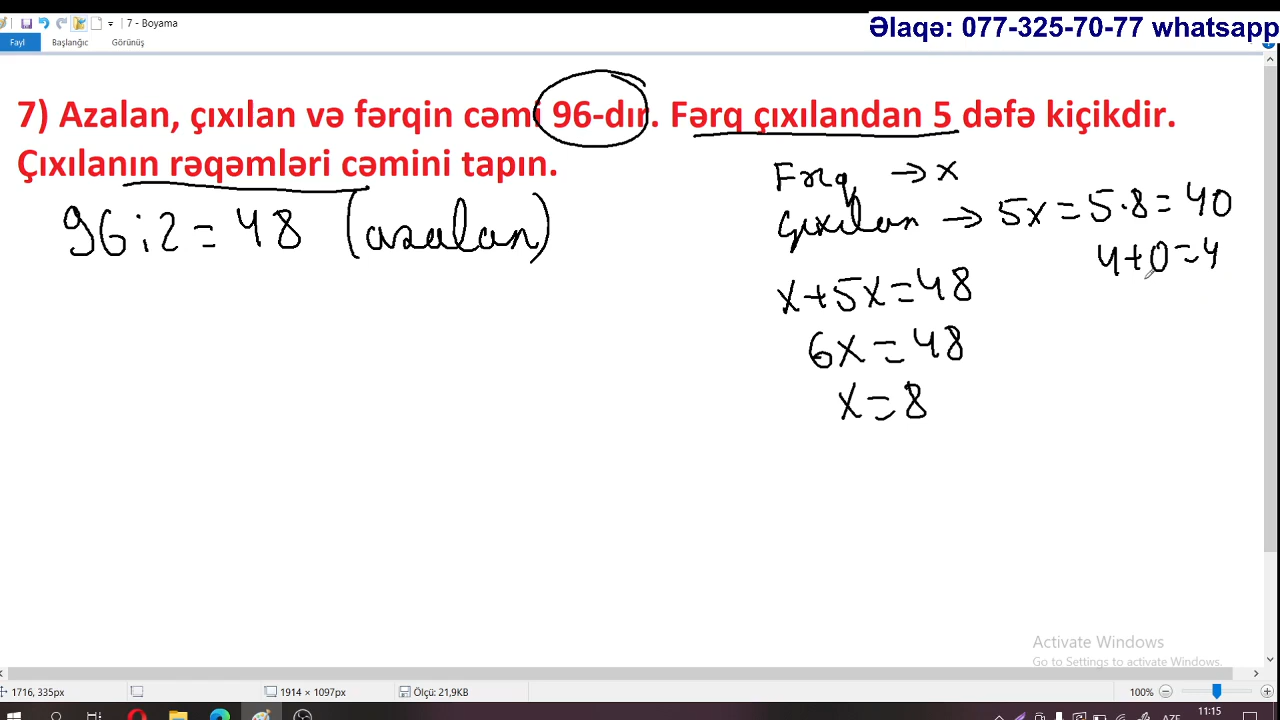 7 - Boyama
Əlaqə: 077-325-70-77 whatsapp
Fayl Başlanğıc Görünüş
7) Azalan, çıxılan və fərqin cəmi 96-dır. Fərq çıxılandan 5 dəfə kiçikdir.
Çıxılanın rəqəmləri cəmini tapın.
96:2=48 (azalan)
Fərq → x
Çıxılan → 5x=5·8=40
4+0=4
x+5x=48
6x=48
x=8
Activate Windows
Go to Settings to activate Windows.
1716, 335px 1914 × 1097px Ölçü: 21,9KB 100%
AZE 11:15